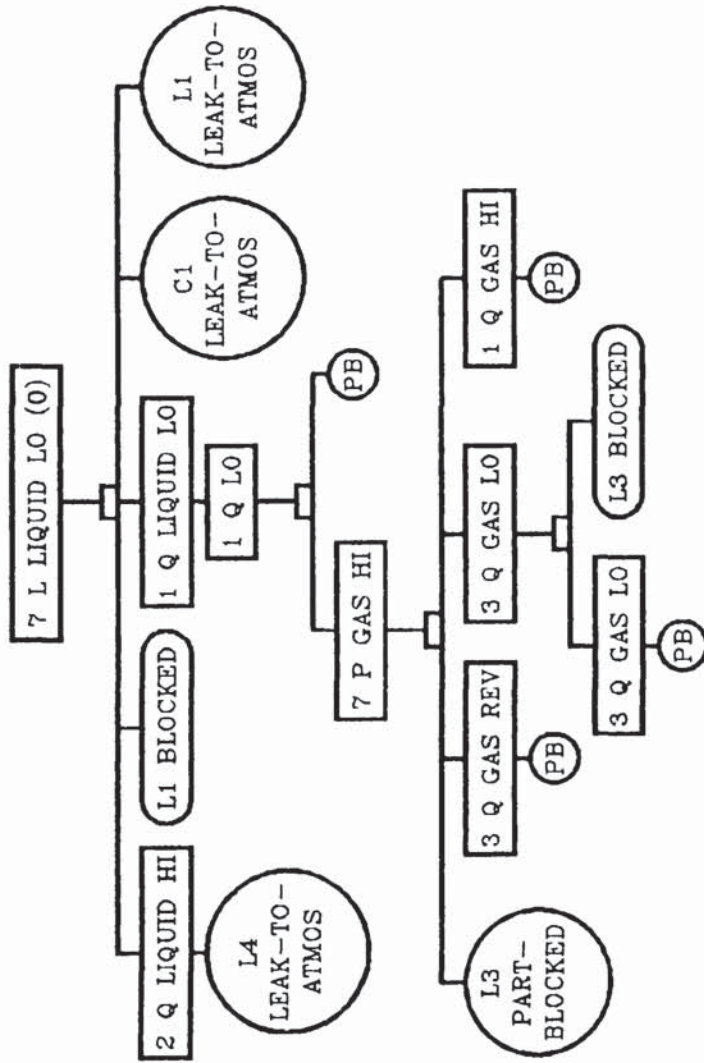 7 L LIQUID LO (0)
2 Q LIQUID HI
L1 BLOCKED
1 Q LIQUID LO
C1
LEAK-TO-
ATMOS
L1
LEAK-TO-
ATMOS
L4
LEAK-TO-
ATMOS
1 Q LO
7 P GAS HI
PB
L3
PART-
BLOCKED
3 Q GAS REV
PB
3 Q GAS LO
1 Q GAS HI
PB
3 Q GAS LO
PB
L3 BLOCKED